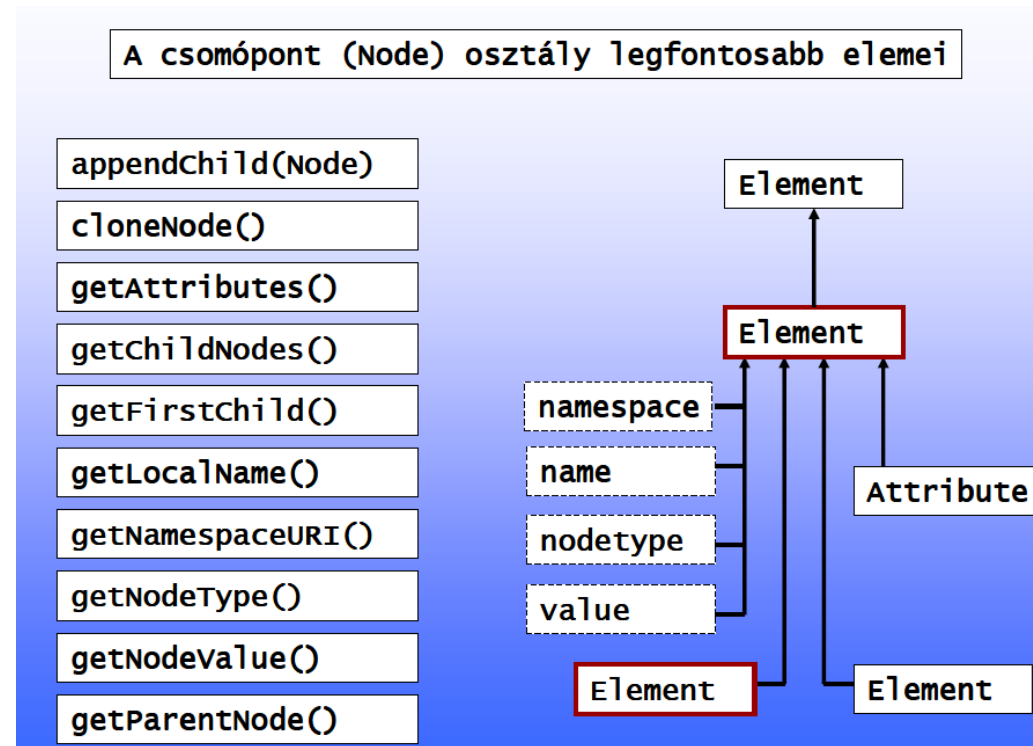 A csomópont (Node) osztály legfontosabb elemei
appendChild(Node)
cloneNode()
getAttributes()
getChildNodes()
getFirstChild()
getLocalName()
getNamespaceURI()
getNodeType()
getNodeValue()
getParentNode()
Element
Element
namespace
name
nodetype
value
Attribute
Element
Element